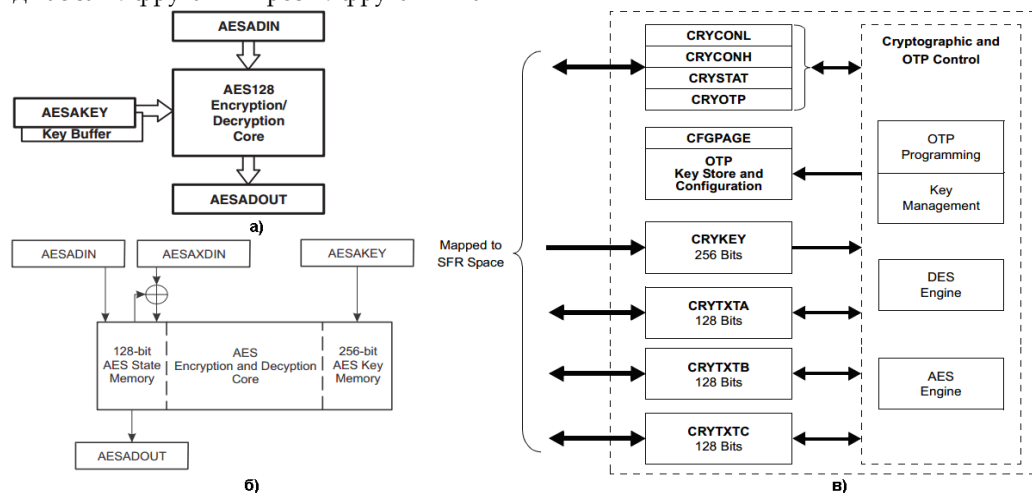 AESADIN
AES128
Encryption/
Decryption
Core
AESAKEY
Key Buffer
AESADOUT
а)
AESADIN
AESAXDIN
AESAKEY
128-bit
AES State
Memory
AES
Encryption and Decyption
Core
256-bit
AES Key
Memory
AESADOUT
б)
Mapped to
SFR Space
CRYCONL
CRYCONH
CRYSTAT
CRYOTP
CFGPAGE
OTP
Key Store and
Configuration
CRYKEY
256 Bits
CRYTXTA
128 Bits
CRYTXTB
128 Bits
CRYTXTC
128 Bits
Cryptographic and
OTP Control
OTP
Programming
Key
Management
DES
Engine
AES
Engine
в)